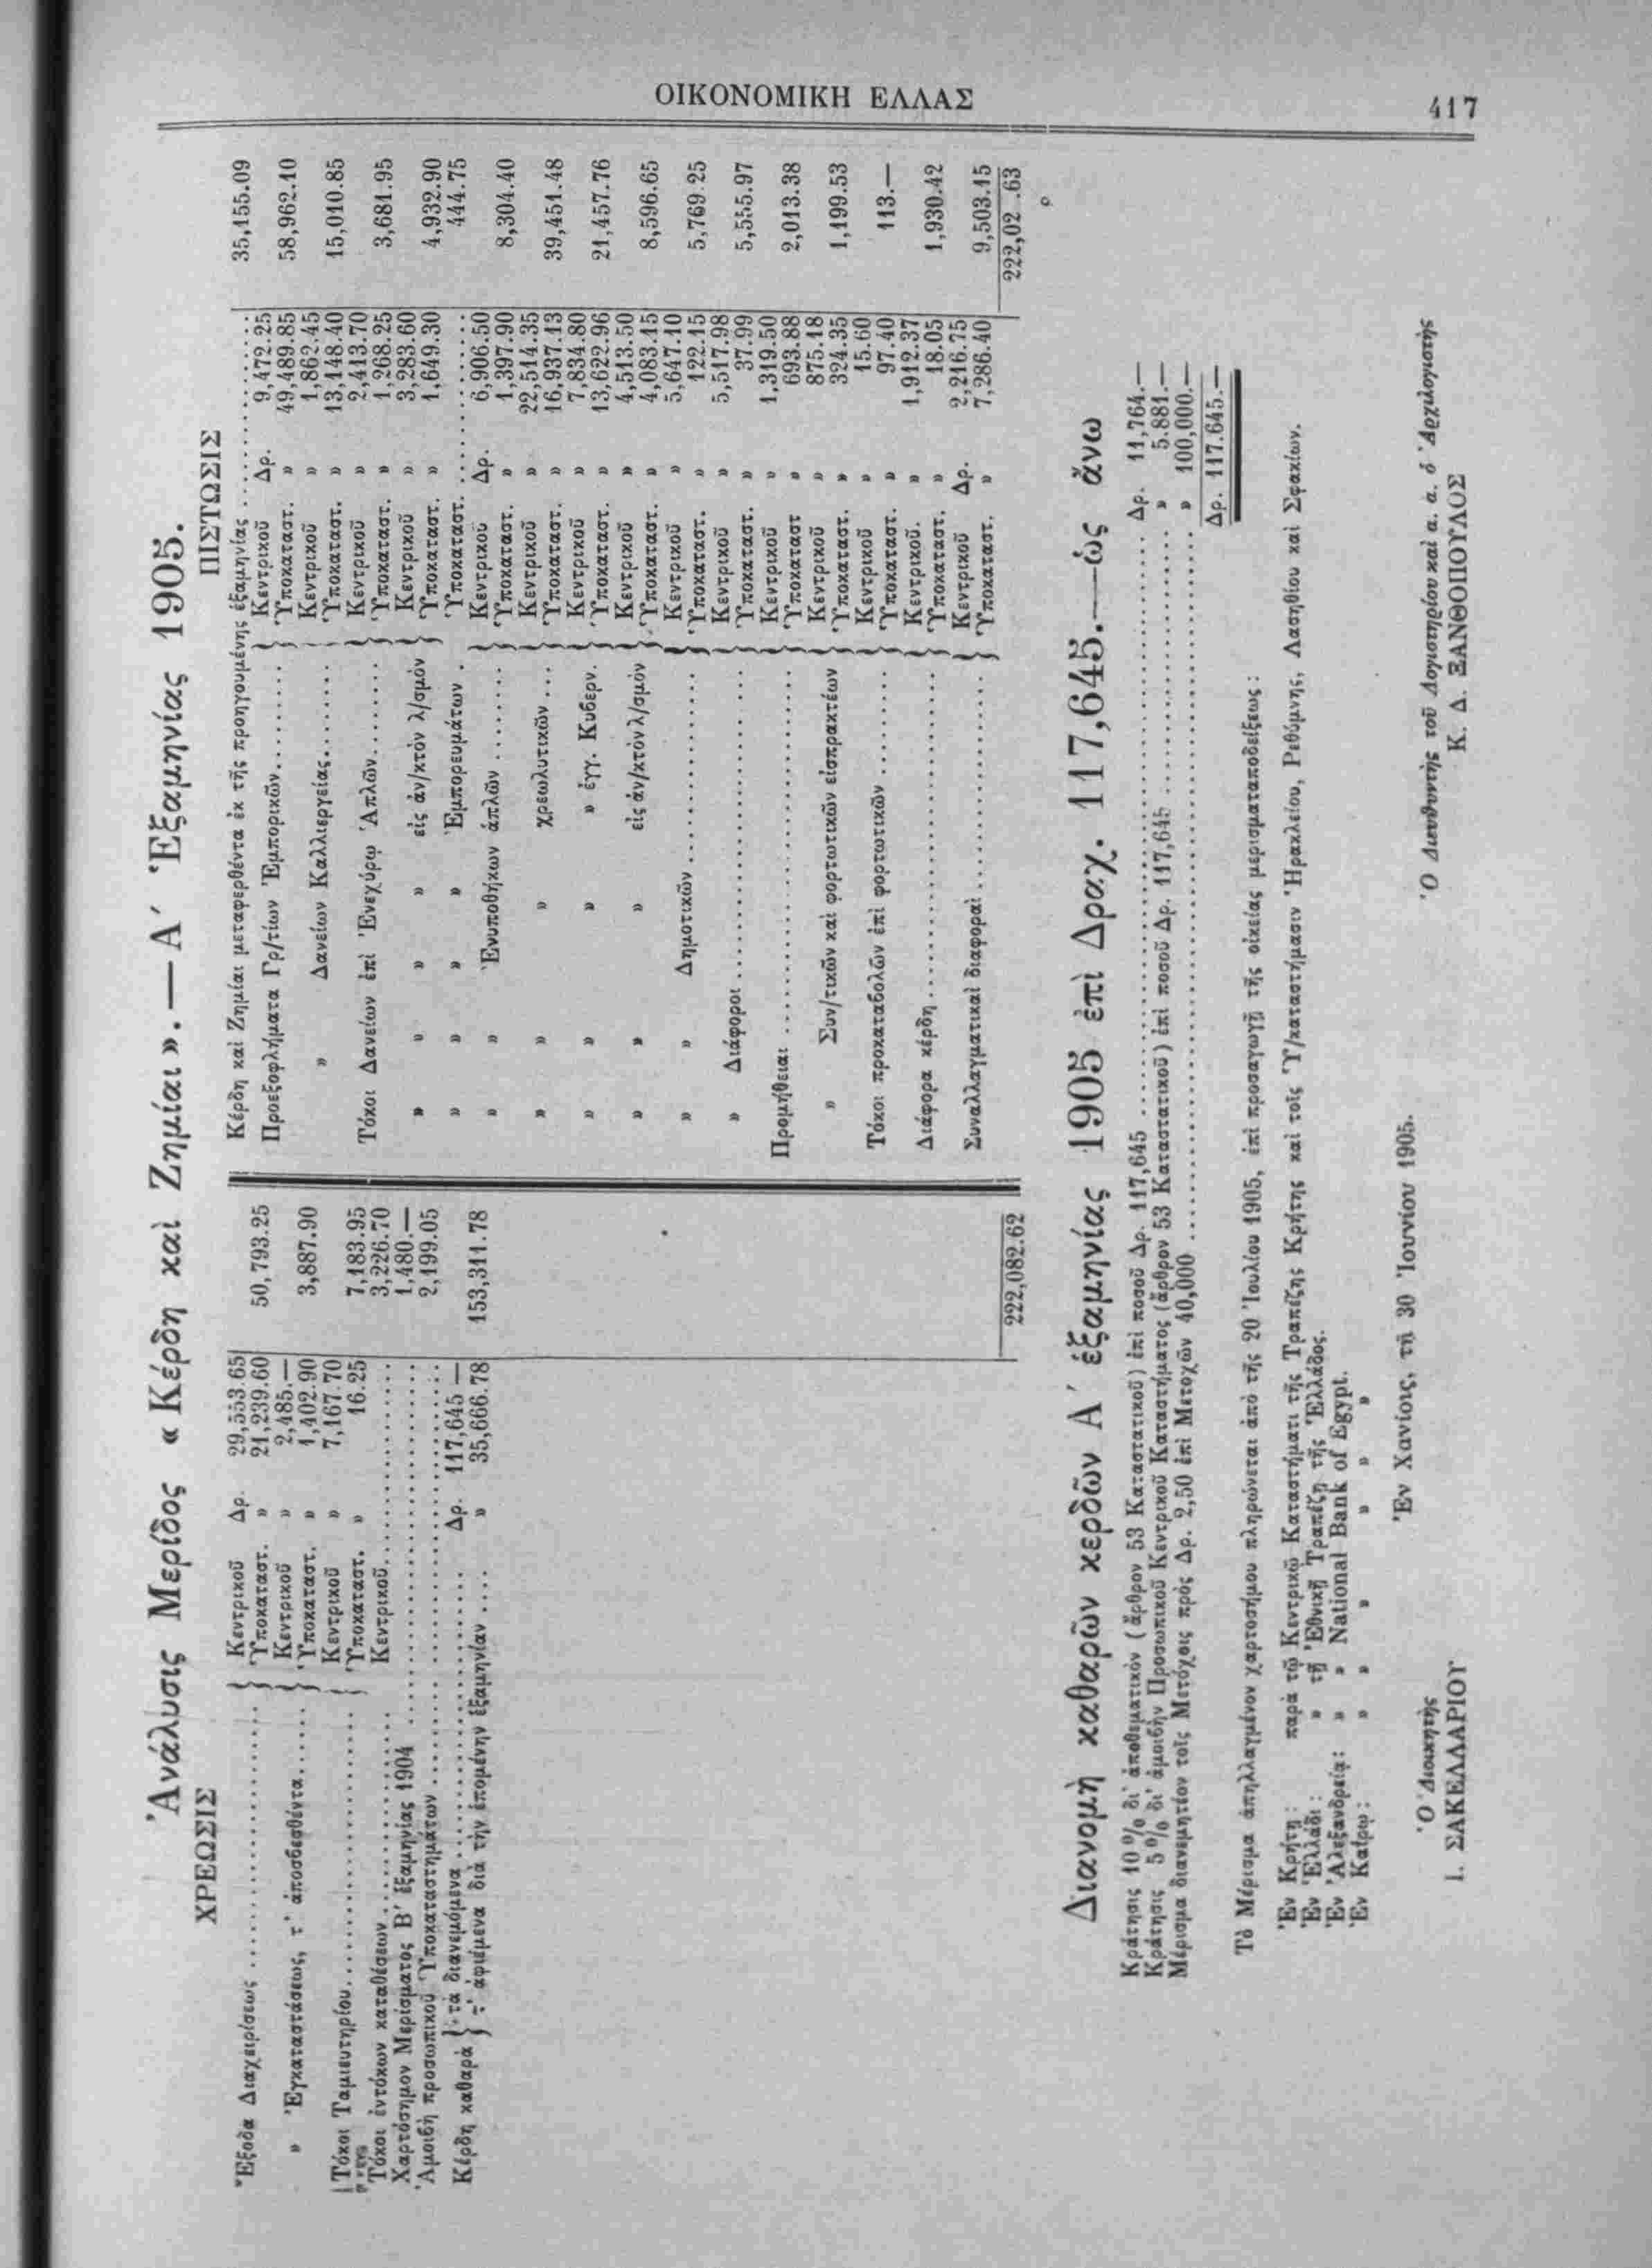 ΟΙΚΟΝΟΜΙΚΗ ΕΛΛΑΣ
417
Ἀνάλυσις Μερίδος « Κέρδη καὶ Ζημίαι ». — Α΄ Ἑξαμηνίας 1905.
ΧΡΕΩΣΙΣ
Ἔξοδα Διαχειρίσεως .......... } Κεντρικοῦ Δρ. 29,553.65
Ὑποκαταστ. » 21,239.60 50,793.25
» Ἐγκαταστάσεως, τ' ἀποσβεσθέντα...... } Κεντρικοῦ » 2,485.—
Ὑποκαταστ. » 1,402.90 3,887.90
Τόκοι Ταμιευτηρίου.......... } Κεντρικοῦ » 7,167.70
Ὑποκαταστ. » 16.25 7,183.95
Τόκοι ἐντόκων καταθέσεων .......... Κεντρικοῦ.......... 3,226.70
Χαρτόσημον Μερίσματος Β΄ ἑξαμηνίας 1904 .......... 1,480.—
Ἀμοιβὴ προσωπικοῦ Ὑποκαταστημάτων .......... 2,199.05
Κέρδη καθαρὰ } τὰ διανεμόμενα .......... Δρ. 117,645 —
τ' ἀφιέμενα διὰ τὴν ἑπομένην ἑξαμηνίαν .... » 35,666.78 153,311.78
222,082.62
ΠΙΣΤΩΣΙΣ
Κέρδη καὶ Ζημίαι μεταφερθέντα ἐκ τῆς προηγουμένης ἑξαμηνίας .......... 35,155.09
Προεξοφλήματα Γρ/τίων Ἐμπορικῶν........ } Κεντρικοῦ Δρ. 9,472.25
Ὑποκαταστ. » 49,489.85 58,962.10
» Δανείων Καλλιεργείας........ } Κεντρικοῦ » 1,862.45
Ὑποκαταστ. » 13,148.40 15,010.85
Τόκοι Δανείων ἐπὶ Ἐνεχύρῳ Ἁπλῶν........ } Κεντρικοῦ » 2,413.70
Ὑποκαταστ. » 1,268.25 3,681.95
» » » » εἰς ἀν/κτὸν λ/σμόν } Κεντρικοῦ » 3,283.60
Ὑποκαταστ. » 1,649.30 4,932.90
» » » » Ἐμπορευμάτων . Ὑποκαταστ. .......... 444.75
» » Ἐνυποθήκων ἁπλῶν ........ } Κεντρικοῦ Δρ. 6,906.50
Ὑποκαταστ. » 1,397.90 8,304.40
» » » χρεωλυτικῶν .... } Κεντρικοῦ » 22,514.35
Ὑποκαταστ. » 16,937.13 39,451.48
» » » » ἐγγ. Κυβερν. } Κεντρικοῦ » 7,834.80
Ὑποκαταστ. » 13,622.96 21,457.76
» » » εἰς ἀν/κτὸν λ/σμόν } Κεντρικοῦ » 4,513.50
Ὑποκαταστ. » 4,083.15 8,596.65
» » Δημοτικῶν .......... } Κεντρικοῦ » 5,647.10
Ὑποκαταστ. » 122.15 5,769.25
» Διάφοροι .......... } Κεντρικοῦ » 5,517.98
Ὑποκαταστ. » 37.99 5,555.97
Προμήθειαι .......... } Κεντρικοῦ » 1,319.50
Ὑποκαταστ » 693.88 2,013.38
» Συν/τικῶν καὶ φορτωτικῶν εἰσπρακτέων } Κεντρικοῦ » 875.18
Ὑποκαταστ. » 324.35 1,199.53
Τόκοι προκαταβολῶν ἐπὶ φορτωτικῶν ........ } Κεντρικοῦ » 15.60
Ὑποκαταστ. » 97.40 113.—
Διάφορα κέρδη .......... } Κεντρικοῦ. » 1,912.37
Ὑποκαταστ. » 18.05 1,930.42
Συναλλαγματικαὶ διαφοραί.......... } Κεντρικοῦ Δρ. 2,216.75
Ὑποκαταστ. » 7,286.40 9,503.15
222,02 .63
Διανομὴ καθαρῶν κερδῶν Α΄ ἑξαμηνίας 1905 ἐπὶ Δραχ. 117,645.—ὡς ἄνω
Κράτησις 10 % δι' ἀποθεματικὸν ( ἄρθρον 53 Καταστατικοῦ ) ἐπὶ ποσοῦ Δρ. 117,645 .......... Δρ. 11,764.—
Κράτησις 5 % δι' ἀμοιβὴν Προσωπικοῦ Κεντρικοῦ Καταστήματος (ἄρθρον 53 Καταστατικοῦ ) ἐπὶ ποσοῦ Δρ. 117,645 .......... » 5.881.—
Μέρισμα διανεμητέον τοῖς Μετόχοις πρὸς Δρ. 2,50 ἐπὶ Μετοχῶν 40,000 .......... » 100,000.—
Δρ. 117.645.—
Τὸ Μέρισμα ἀπηλλαγμένον χαρτοσήμου πληρώνεται ἀπὸ τῆς 20 Ἰουλίου 1905, ἐπὶ προσαγωγῇ τῆς οἰκείας μερισματαποδείξεως :
Ἐν Κρήτῃ : παρὰ τῷ Κεντρικῷ Καταστήματι τῆς Τραπέζης Κρήτης καὶ τοῖς Ὑ/καταστήμασιν Ἡρακλείου, Ρεθύμνης, Λασηθίου καὶ Σφακίων.
Ἐν Ἑλλάδι : » τῇ Ἐθνικῇ Τραπέζῃ τῆς Ἑλλάδος.
Ἐν Ἀλεξανδρείᾳ: » » National Bank of Egypt.
Ἐν Καΐρῳ : » » » » » »
Ἐν Χανίοις, τῇ 30 Ἰουνίου 1905.
Ὁ Διοικητὴς
Ι. ΣΑΚΕΛΛΑΡΙΟΥ
Ὁ Διευθυντὴς τοῦ Λογιστηρίου καὶ α. α. ὁ Ἀρχιλογιστὴς
Κ. Δ. ΞΑΝΘΟΠΟΥΛΟΣ